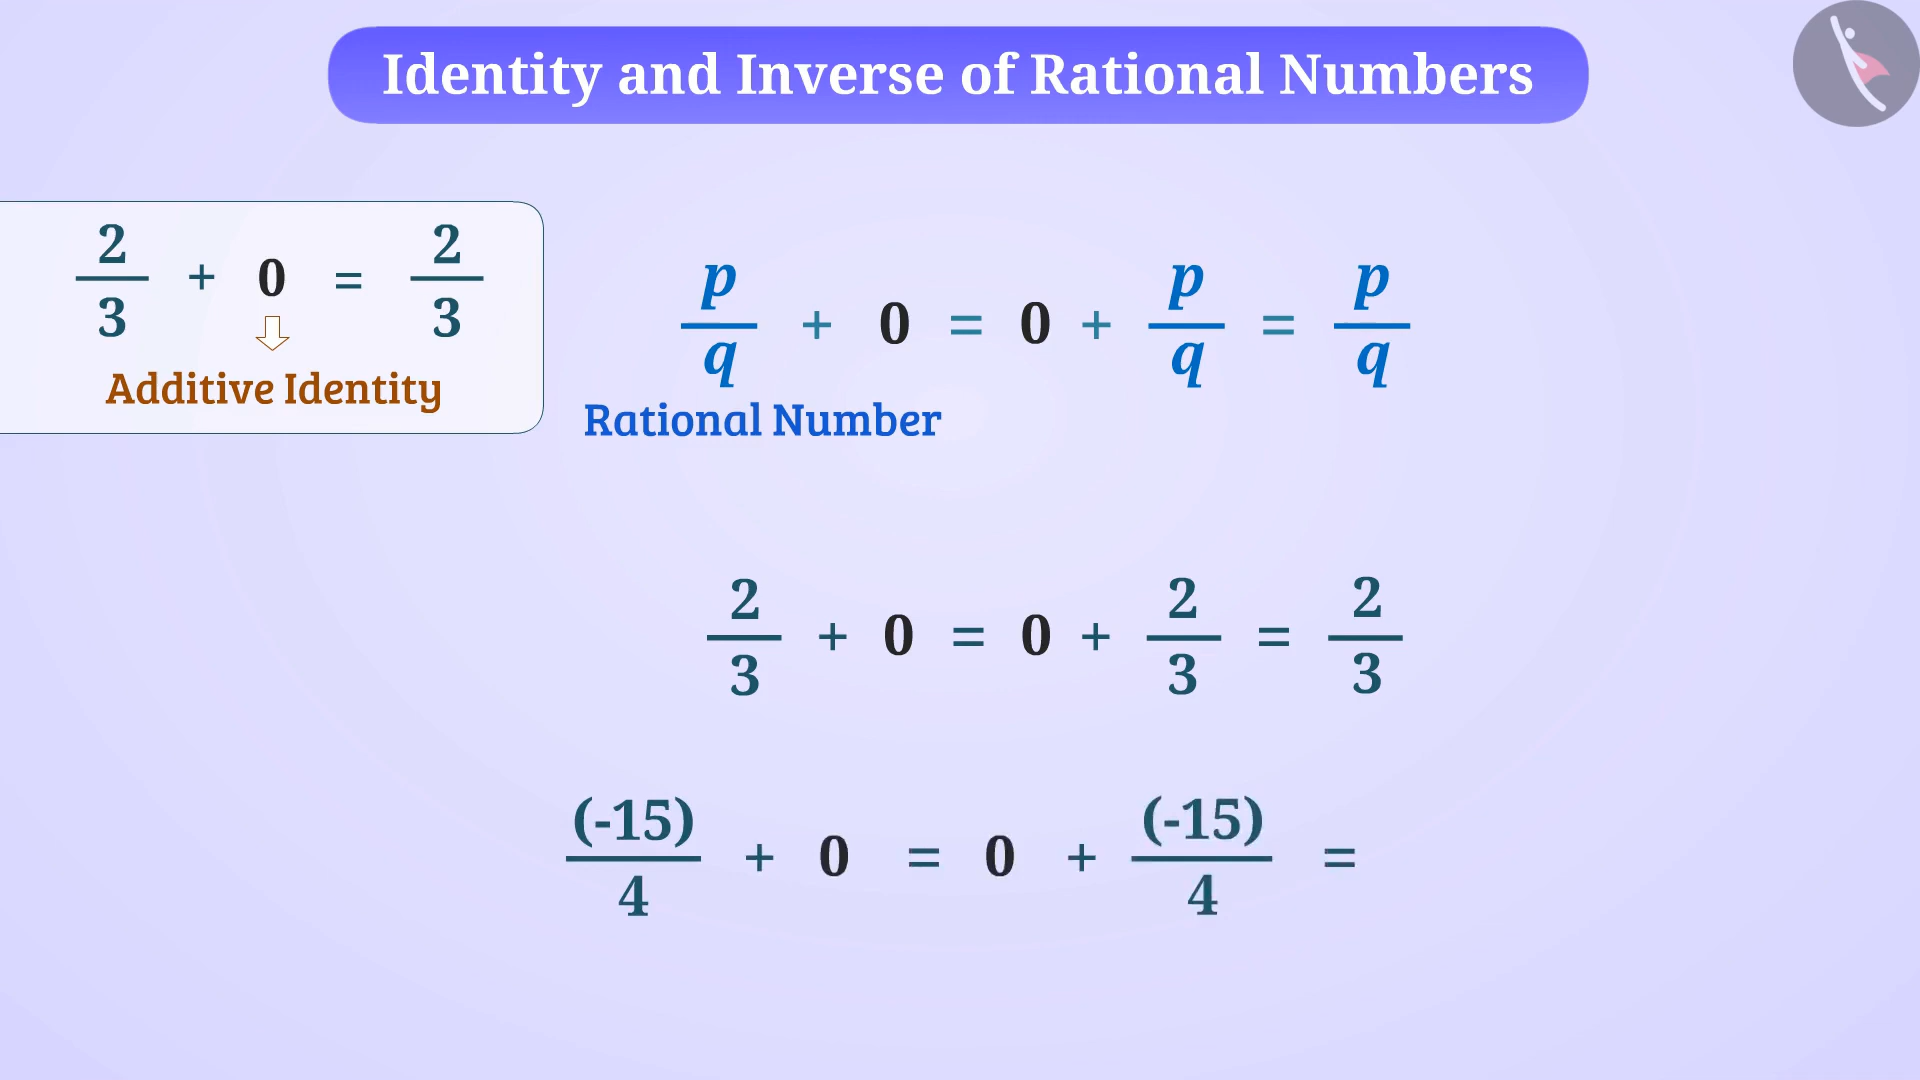 Identity and Inverse of Rational Numbers
2/3 + 0 = 2/3
Additive Identity
p/q + 0 = 0 + p/q = p/q
Rational Number
2/3 + 0 = 0 + 2/3 = 2/3
(-15)/4 + 0 = 0 + (-15)/4 =